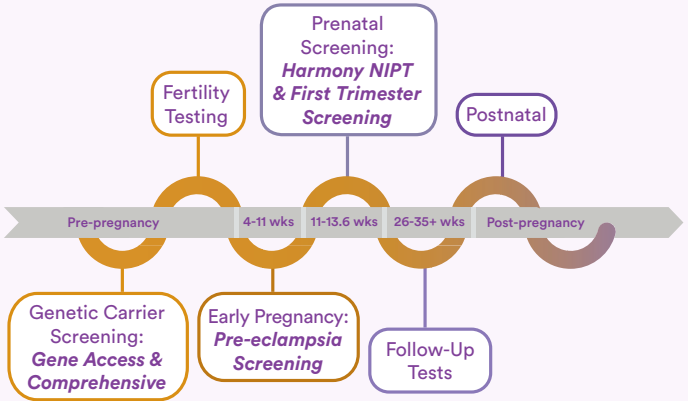 Prenatal
Screening:
Harmony NIPT
& First Trimester
Screening
Fertility
Testing
Postnatal
Pre-pregnancy
4-11 wks
11-13.6 wks
26-35+ wks
Post-pregnancy
Genetic Carrier
Screening:
Gene Access &
Comprehensive
Early Pregnancy:
Pre-eclampsia
Screening
Follow-Up
Tests